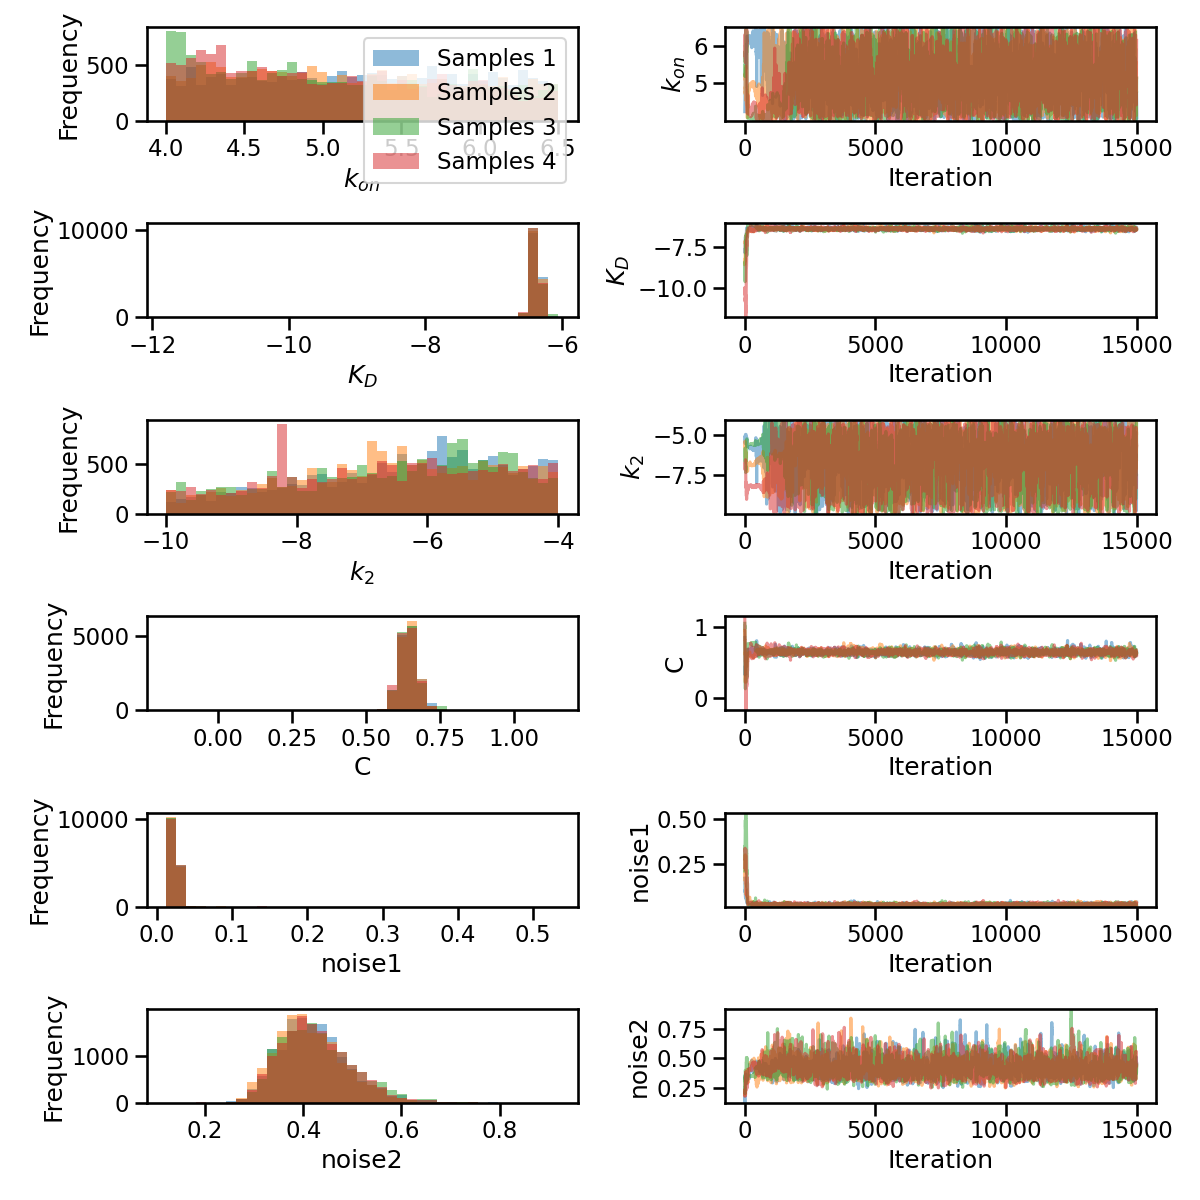 Frequency
500
0
4.0 4.5 5.0 5.5 6.0 6.5
k_on
Samples 1
Samples 2
Samples 3
Samples 4
k_on
6
5
0 5000 10000 15000
Iteration
Frequency
10000
0
−12 −10 −8 −6
K_D
K_D
−7.5
−10.0
0 5000 10000 15000
Iteration
Frequency
500
0
−10 −8 −6 −4
k_2
k_2
−5.0
−7.5
0 5000 10000 15000
Iteration
Frequency
5000
0
0.00 0.25 0.50 0.75 1.00
C
C
1
0
0 5000 10000 15000
Iteration
Frequency
10000
0
0.0 0.1 0.2 0.3 0.4 0.5
noise1
noise1
0.50
0.25
0 5000 10000 15000
Iteration
Frequency
1000
0
0.2 0.4 0.6 0.8
noise2
noise2
0.75
0.50
0.25
0 5000 10000 15000
Iteration